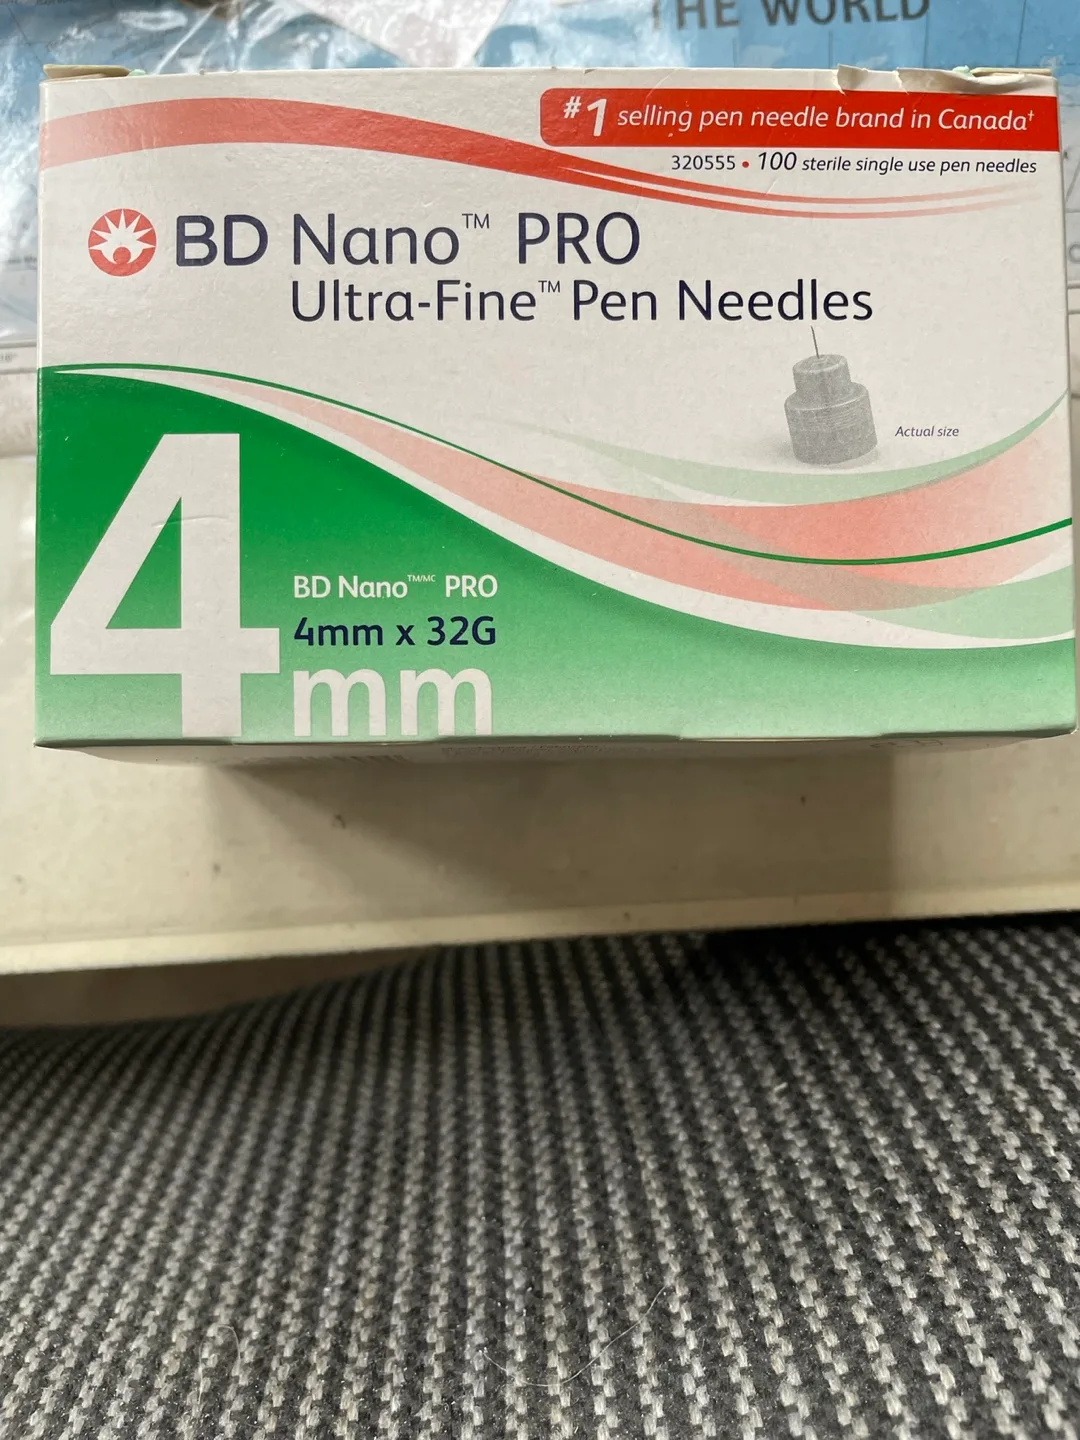 THE WORLD
#1 selling pen needle brand in Canada†
320555 • 100 sterile single use pen needles
BD Nano™ PRO
Ultra-Fine™ Pen Needles
Actual size
4
BD Nano™/MC PRO
4mm x 32G
mm